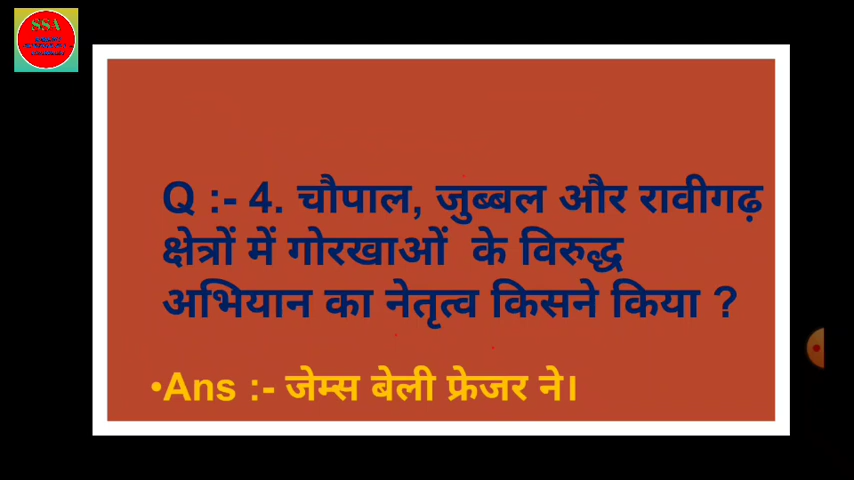 SSA
Q :- 4. चौपाल, जुब्बल और रावीगढ़
क्षेत्रों में गोरखाओं के विरुद्ध
अभियान का नेतृत्व किसने किया ?
•Ans :- जेम्स बेली फ्रेजर ने।